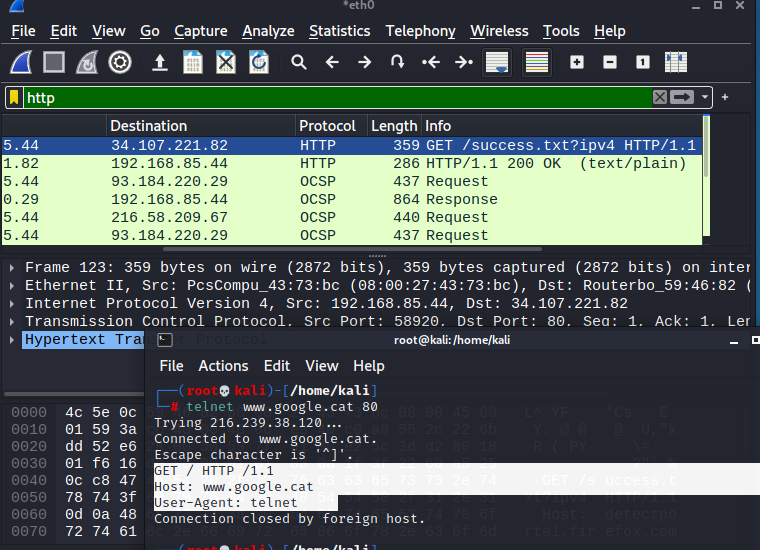 *eth0
File Edit View Go Capture Analyze Statistics Telephony Wireless Tools Help
http
+
Destination Protocol Length Info
5.44 34.107.221.82 HTTP 359 GET /success.txt?ipv4 HTTP/1.1
1.82 192.168.85.44 HTTP 286 HTTP/1.1 200 OK (text/plain)
5.44 93.184.220.29 OCSP 437 Request
0.29 192.168.85.44 OCSP 864 Response
5.44 216.58.209.67 OCSP 440 Request
5.44 93.184.220.29 OCSP 437 Request
Frame 123: 359 bytes on wire (2872 bits), 359 bytes captured (2872 bits) on inter
Ethernet II, Src: PcsCompu_43:73:bc (08:00:27:43:73:bc), Dst: Routerbo_59:46:82 (
Internet Protocol Version 4, Src: 192.168.85.44, Dst: 34.107.221.82
Transmission Control Protocol, Src Port: 58920, Dst Port: 80, Seq: 1, Ack: 1, Len
Hypertext Transfer Protocol
0000 4c 5e 0c
0010 01 59 3a
0020 dd 52 e6
0030 01 f6 16
0040 0c c8 47
0050 78 74 3f
0060 0d 0a 48
0070 72 74 61
root@kali:/home/kali
File Actions Edit View Help
(root💀kali)-[/home/kali]
# telnet www.google.cat 80
Trying 216.239.38.120...
Connected to www.google.cat.
Escape character is '^]'.
GET / HTTP /1.1
Host: www.google.cat
User-Agent: telnet
Connection closed by foreign host.
(root💀kali)-[/home/kali]